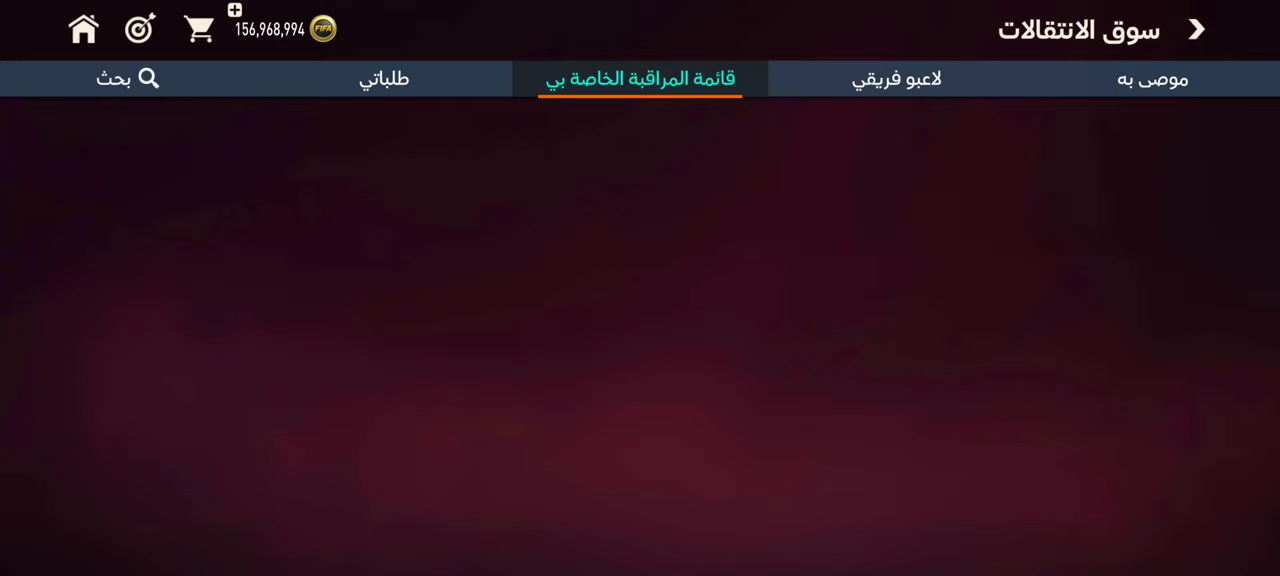 سوق الانتقالات
156,968,994 FIFA
موصى به
لاعبو فريقي
قائمة المراقبة الخاصة بي
طلباتي
بحث